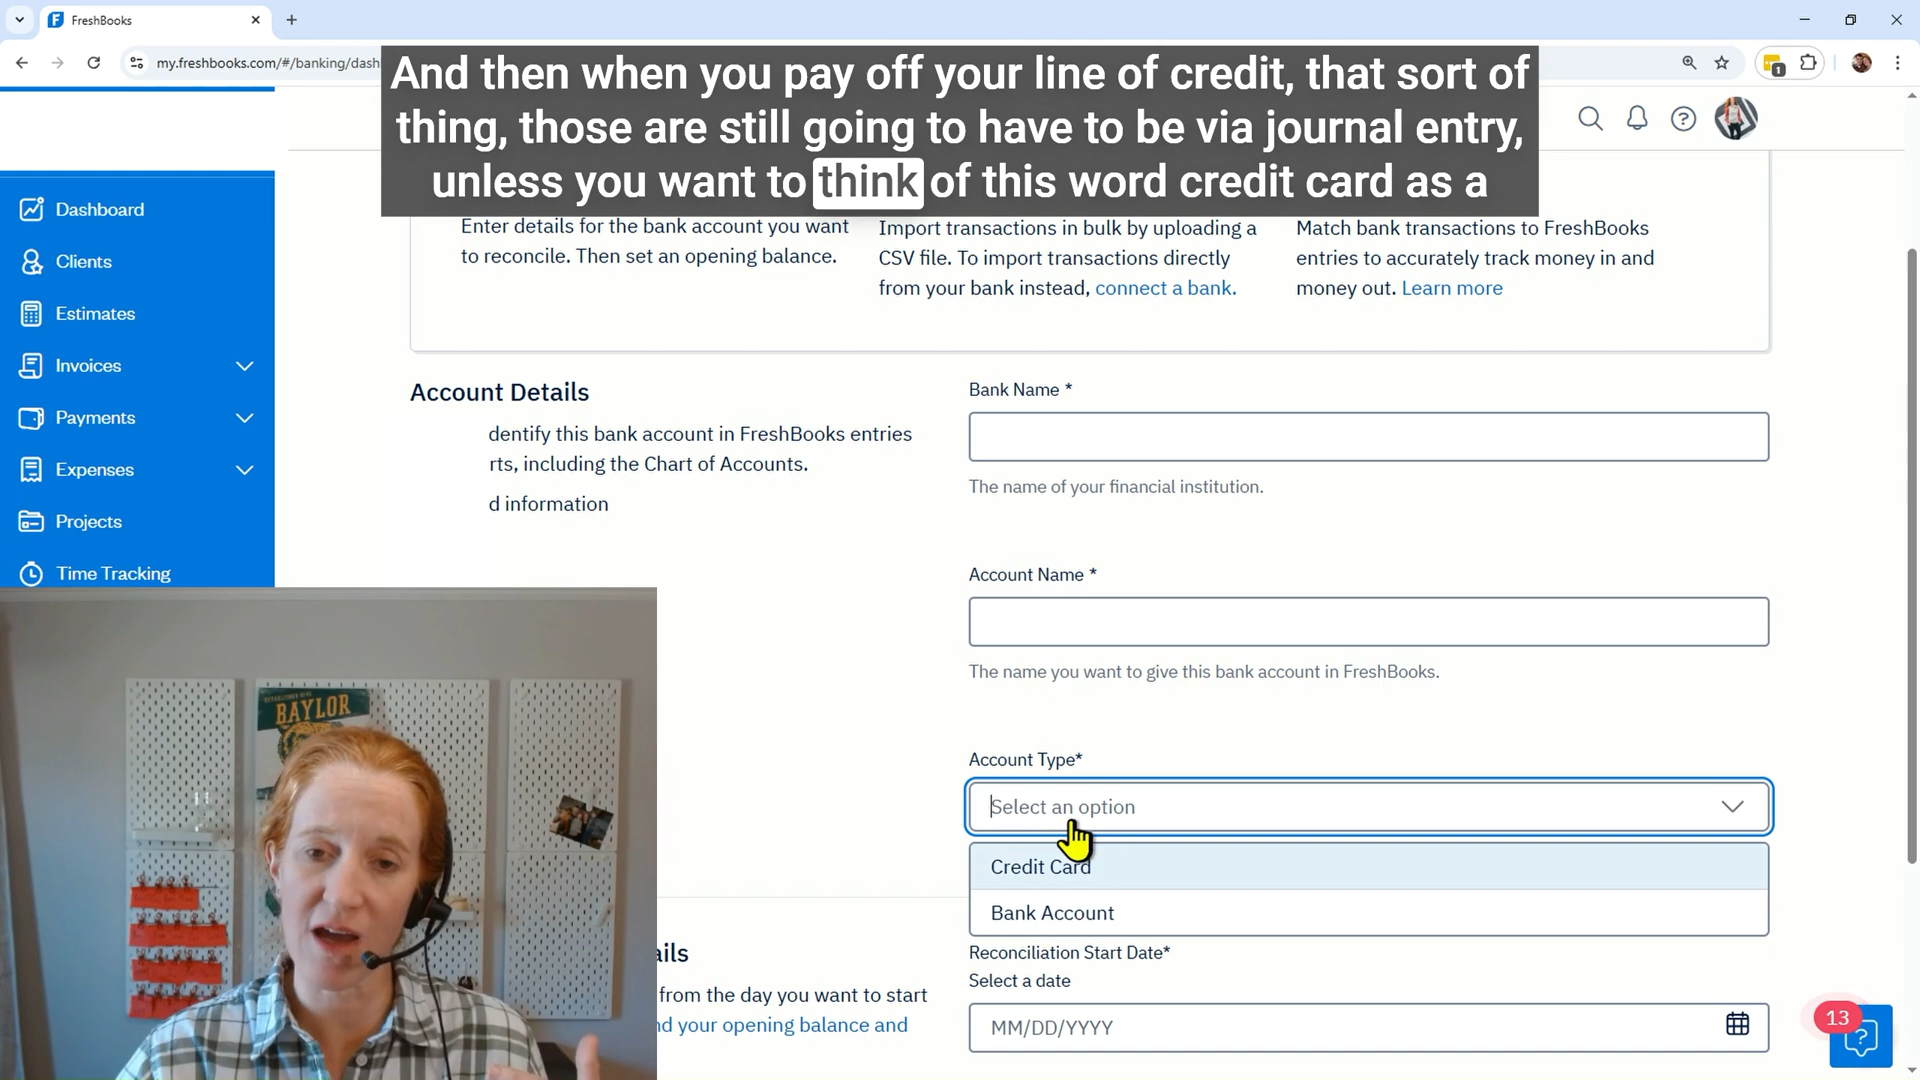 FreshBooks
my.freshbooks.com/#/banking/dash
1
And then when you pay off your line of credit, that sort of
thing, those are still going to have to be via journal entry,
unless you want to think of this word credit card as a
Dashboard
Clients
Estimates
Invoices
Payments
Expenses
Projects
Time Tracking
Enter details for the bank account you want
to reconcile. Then set an opening balance.
Import transactions in bulk by uploading a
CSV file. To import transactions directly
from your bank instead, connect a bank.
Match bank transactions to FreshBooks
entries to accurately track money in and
money out. Learn more
Account Details
dentify this bank account in FreshBooks entries
rts, including the Chart of Accounts.
d information
Bank Name *
The name of your financial institution.
Account Name *
The name you want to give this bank account in FreshBooks.
Account Type*
Select an option
Credit Card
Bank Account
BAYLOR
ails
from the day you want to start
nd your opening balance and
Reconciliation Start Date*
Select a date
MM/DD/YYYY
13